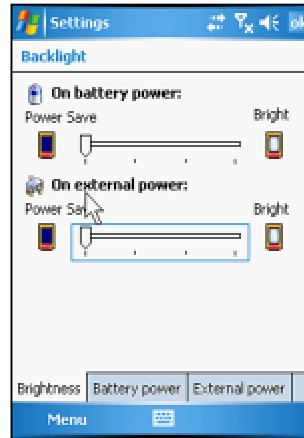 Settings
ok
Backlight
On battery power:
Power Save Bright
On external power:
Power Sav Bright
Brightness Battery power External power
Menu